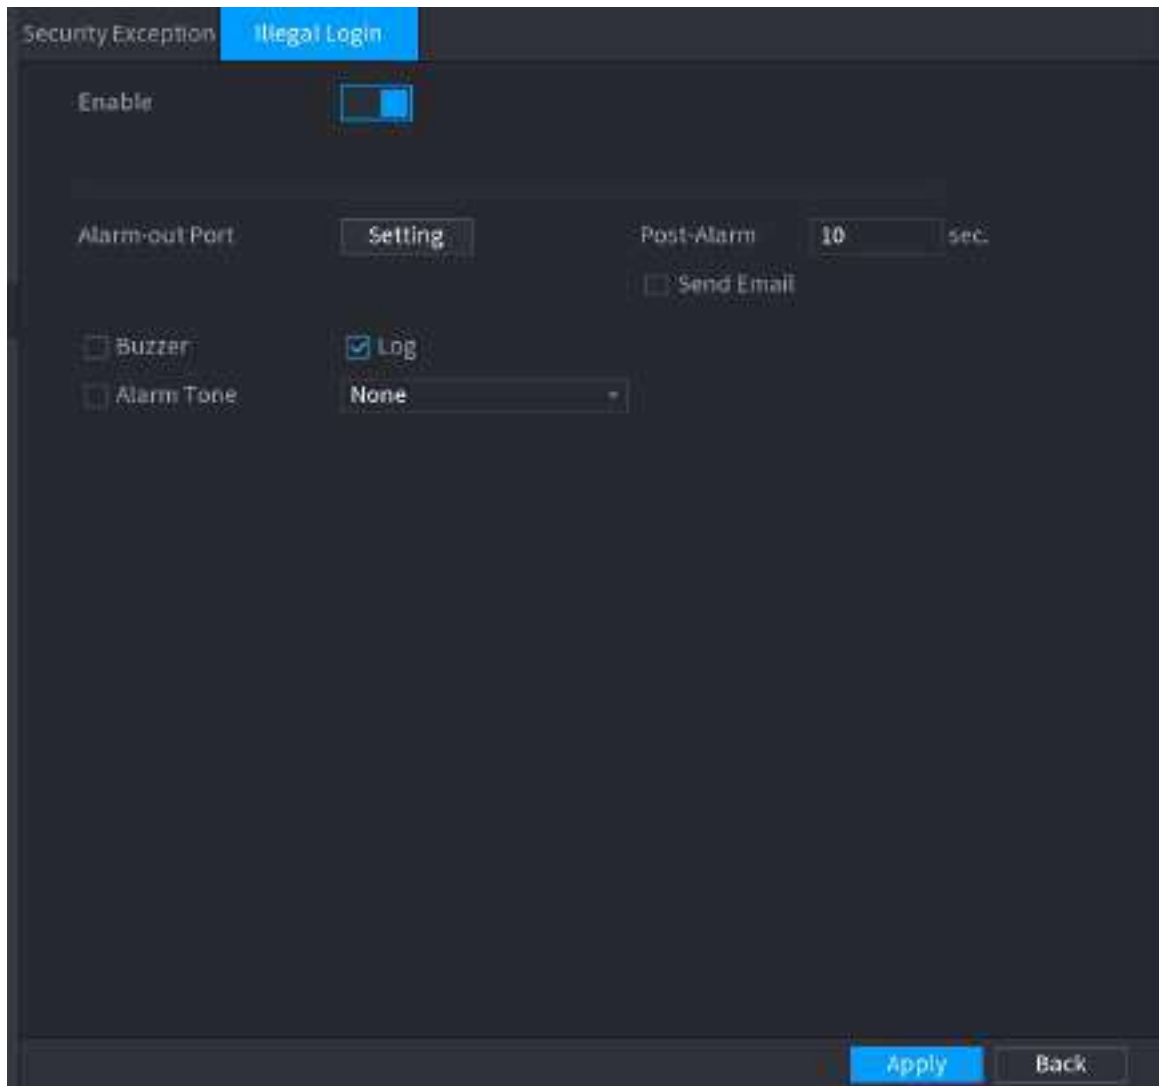 Security Exception Illegal Login
Enable
Alarm-out Port Setting Post-Alarm 10 sec.
Send Email
Buzzer Log
Alarm Tone None
Apply Back